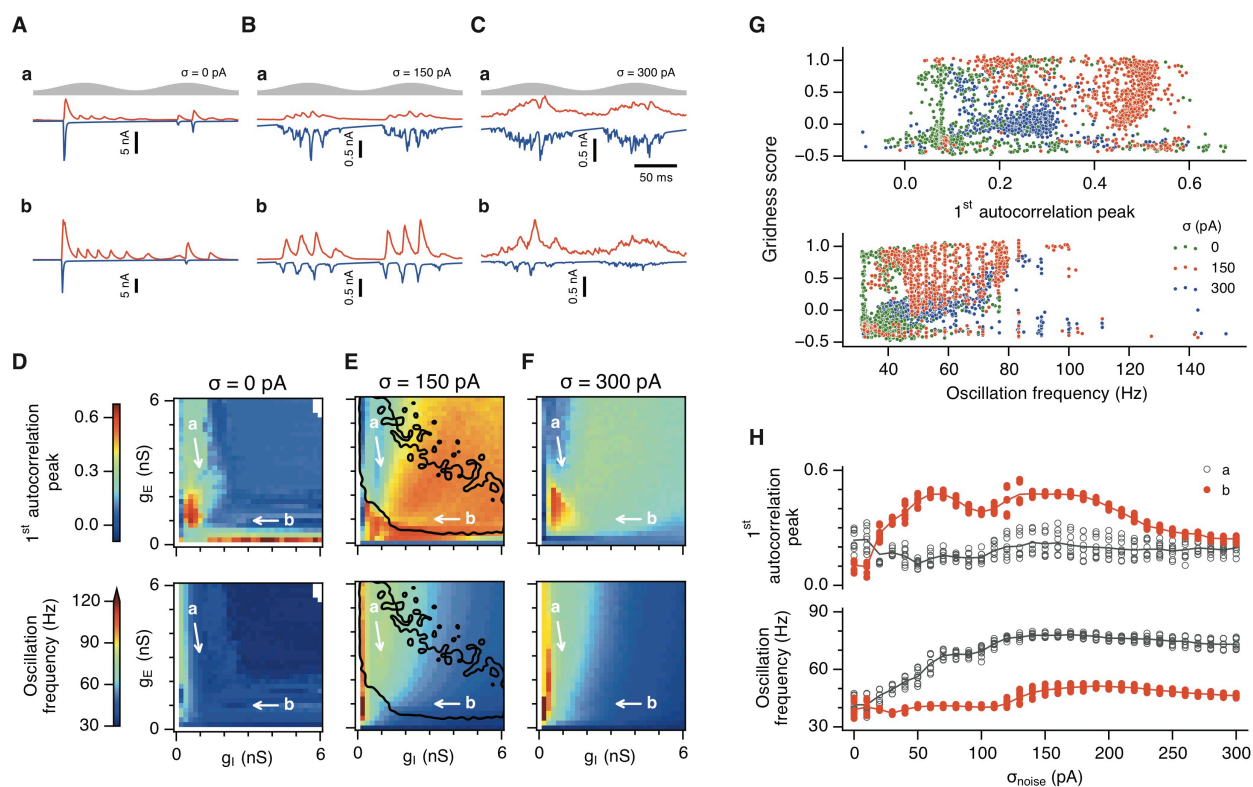 A
B
C
G
a
σ = 0 pA
a
σ = 150 pA
a
σ = 300 pA
5 nA
0.5 nA
0.5 nA
50 ms
b
b
b
5 nA
0.5 nA
0.5 nA
Gridness score
1.0
0.5
0.0
−0.5
0.0
0.2
0.4
0.6
1st autocorrelation peak
1.0
0.5
0.0
−0.5
σ (pA)
0
150
300
40
60
80
100
120
140
Oscillation frequency (Hz)
D
E
F
σ = 0 pA
σ = 150 pA
σ = 300 pA
1st autocorrelation
peak
0.6
0.3
0.0
6
gE (nS)
0
a
b
a
b
a
b
Oscillation
frequency (Hz)
120
90
60
30
6
gE (nS)
0
a
b
a
b
a
b
0
6
0
6
0
6
gI (nS)
gI (nS)
gI (nS)
H
1st
autocorrelation
peak
0.6
0.0
a
b
Oscillation
frequency (Hz)
90
60
30
0
50
100
150
200
250
300
σnoise (pA)